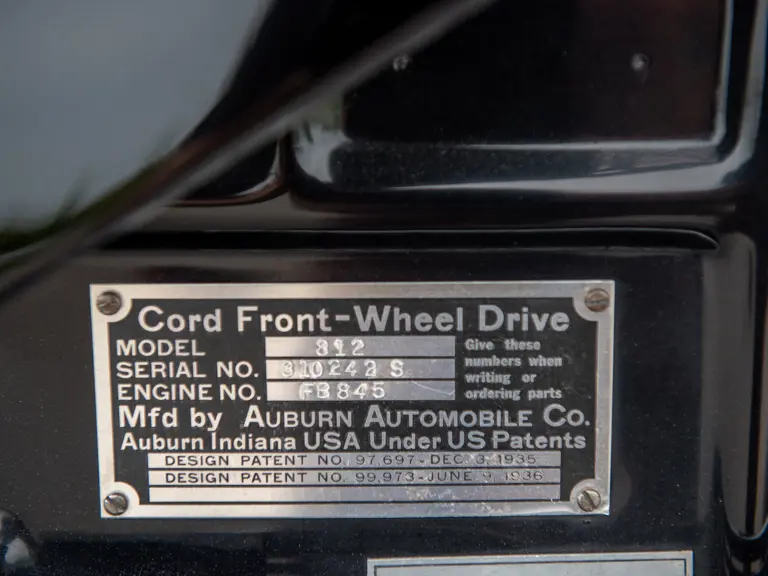 Cord Front-Wheel Drive
MODEL 812
SERIAL NO. 310242 S
ENGINE NO. FB845
Give these
numbers when
writing or
ordering parts
Mfd by AUBURN AUTOMOBILE CO.
Auburn Indiana USA Under US Patents
DESIGN PATENT NO. 97,697-DEC. 3, 1935
DESIGN PATENT NO. 99,973-JUNE 9, 1936